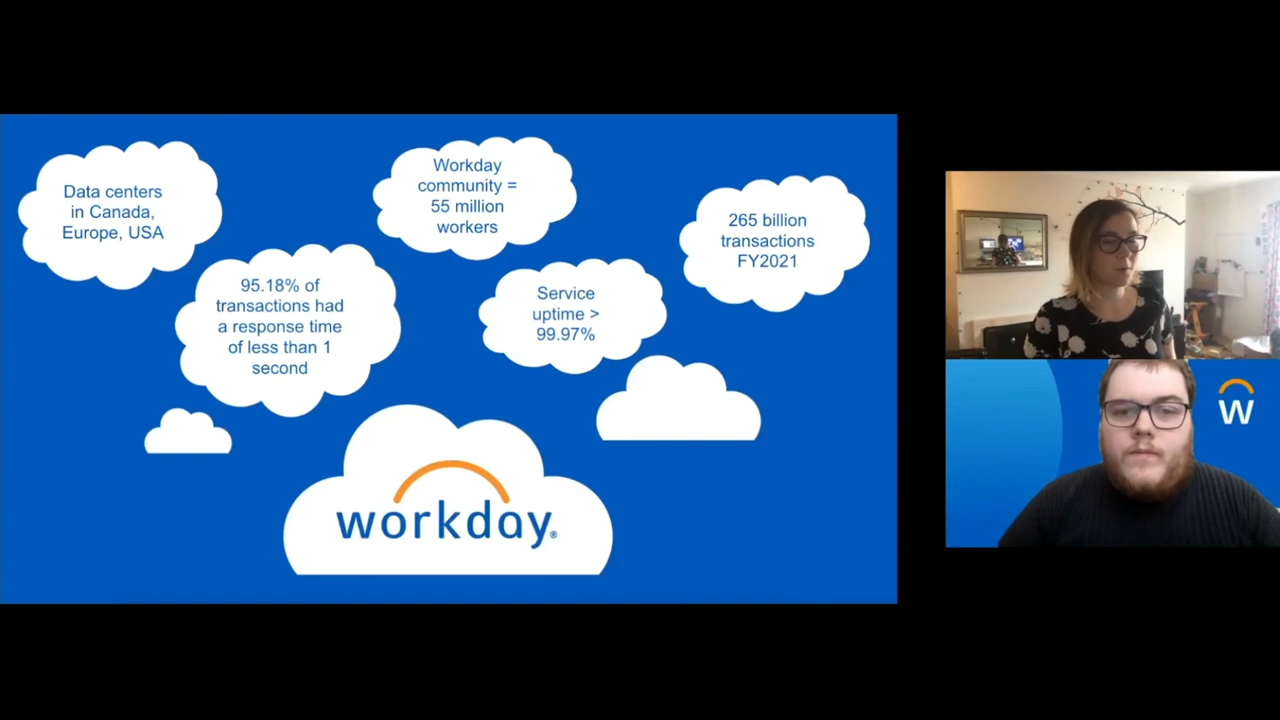 Data centers
in Canada,
Europe, USA
Workday
community =
55 million
workers
265 billion
transactions
FY2021
95.18% of
transactions had
a response time
of less than 1
second
Service
uptime >
99.97%
workday®
W